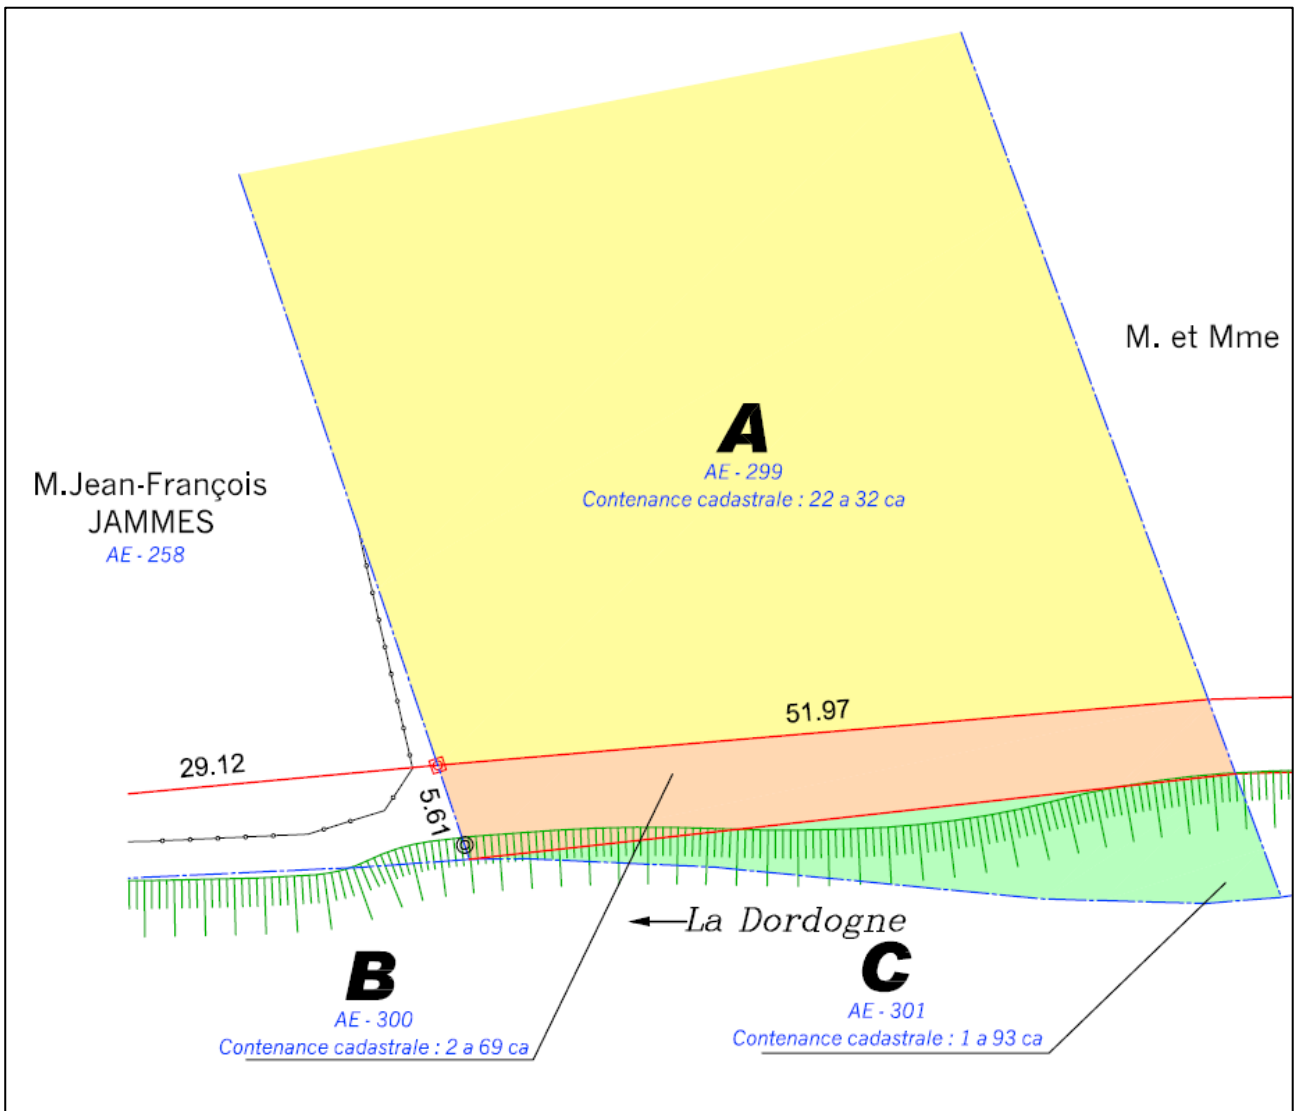 M. et Mme
A
AE - 299
Contenance cadastrale : 22 a 32 ca
M.Jean-François
JAMMES
AE - 258
51.97
29.12
5.61
La Dordogne
B
AE - 300
Contenance cadastrale : 2 a 69 ca
C
AE - 301
Contenance cadastrale : 1 a 93 ca